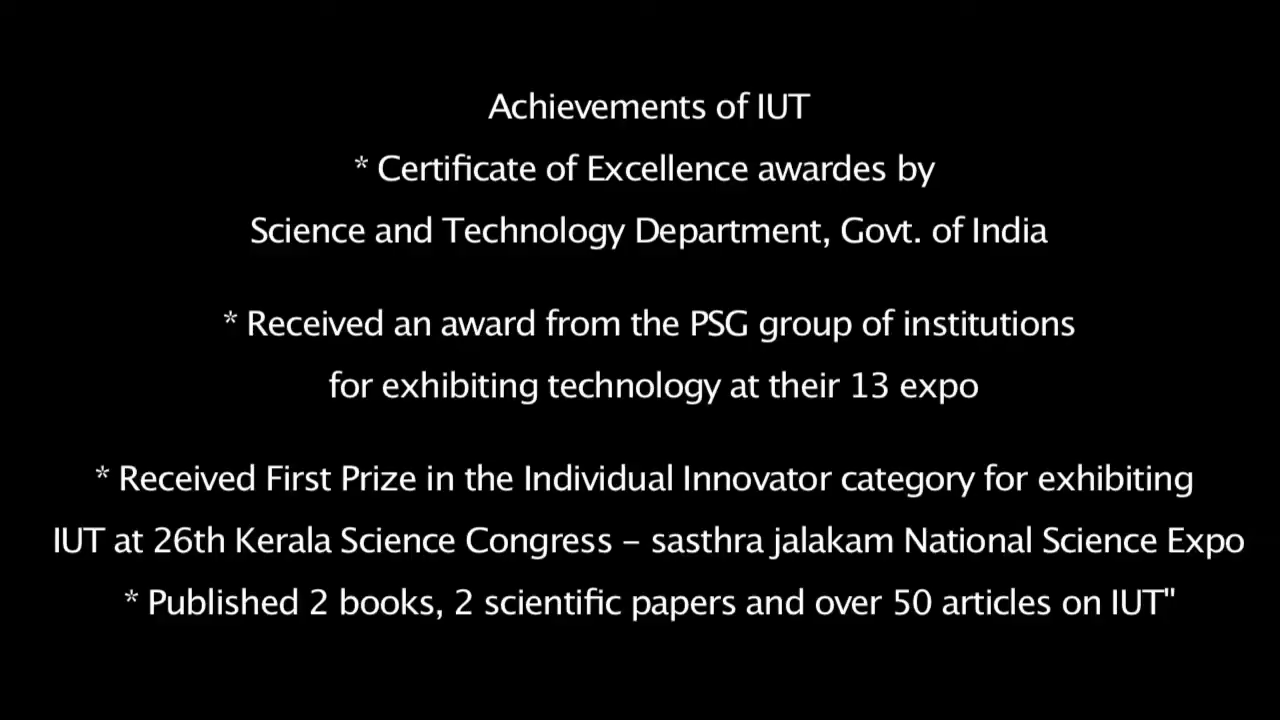 Achievements of IUT
* Certificate of Excellence awardes by
Science and Technology Department, Govt. of India
* Received an award from the PSG group of institutions
for exhibiting technology at their 13 expo
* Received First Prize in the Individual Innovator category for exhibiting
IUT at 26th Kerala Science Congress – sasthra jalakam National Science Expo
* Published 2 books, 2 scientific papers and over 50 articles on IUT"